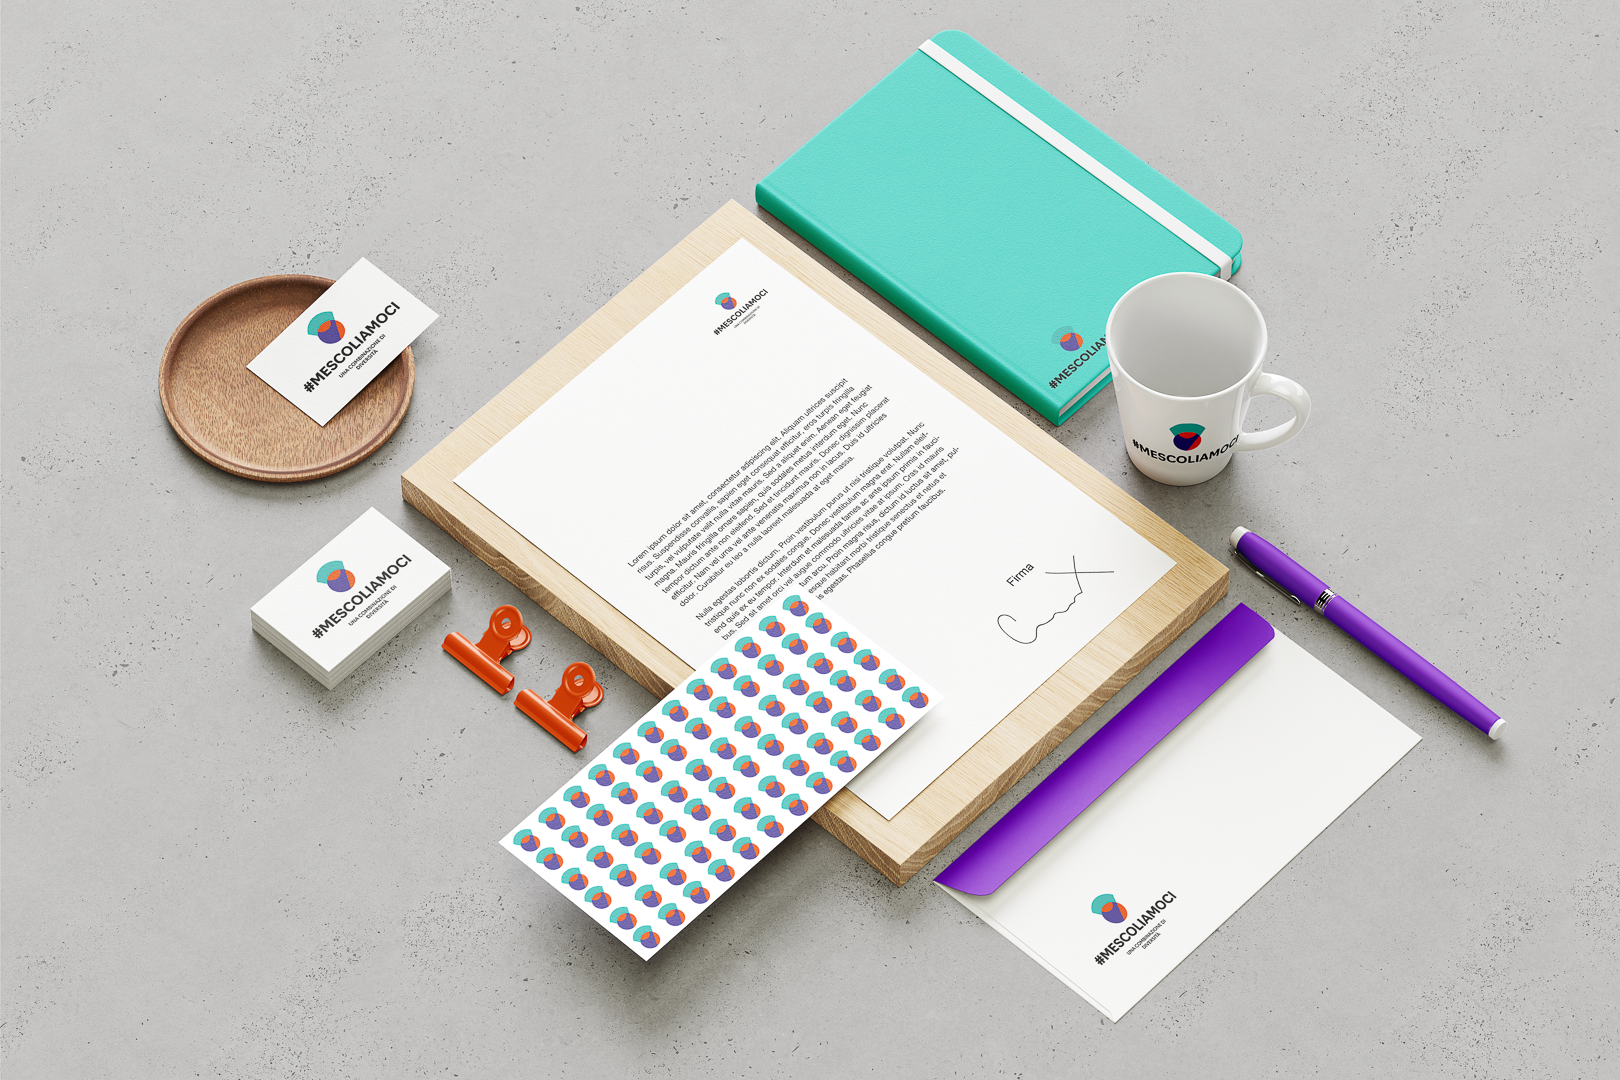 #MESCOLIAMOCI
UNA COMBINAZIONE DI
DIVERSITÀ
#MESCOLIAMOCI
UNA COMBINAZIONE DI
DIVERSITÀ
#MESCOLIAMOCI
UNA COMBINAZIONE DI
DIVERSITÀ
Lorem ipsum dolor sit amet, consectetur adipiscing elit. Aliquam ultrices suscipit
risus. Suspendisse convallis, sapien eget consequat efficitur, eros turpis fringilla
turpis, vel vulputate velit nulla vitae mauris. Sed a aliquet enim. Aenean eget feugiat
magna. Mauris fringilla ornare sapien, quis sodales metus interdum eget. Nunc
tempor dictum ante non eleifend. Sed et tincidunt mauris. Donec dignissim placerat
efficitur. Nam vel urna vel ante venenatis maximus non in lacus. Duis id ultricies
dolor. Curabitur eu leo a nulla laoreet malesuada at eget massa.
Nulla egestas lobortis dictum. Proin vestibulum purus ut nisi tristique volutpat. Nunc
tristique nunc non ex sodales congue. Donec vestibulum magna erat. Nullam eleif-
end quis ex eu tempor. Interdum et malesuada fames ac ante ipsum primis in fauci-
bus. Sed sit amet orci vel augue commodo ultricies vitae at ipsum. Cras id mauris
tum arcu. Proin magna risus, dictum id luctus sit amet, pul-
esque habitant morbi tristique senectus et netus et
is egestas. Phasellus congue pretium faucibus.
Firma
#MESCOLIAM
#MESCOLIAMOCI
#MESCOLIAMOCI
UNA COMBINAZIONE DI
DIVERSITÀ